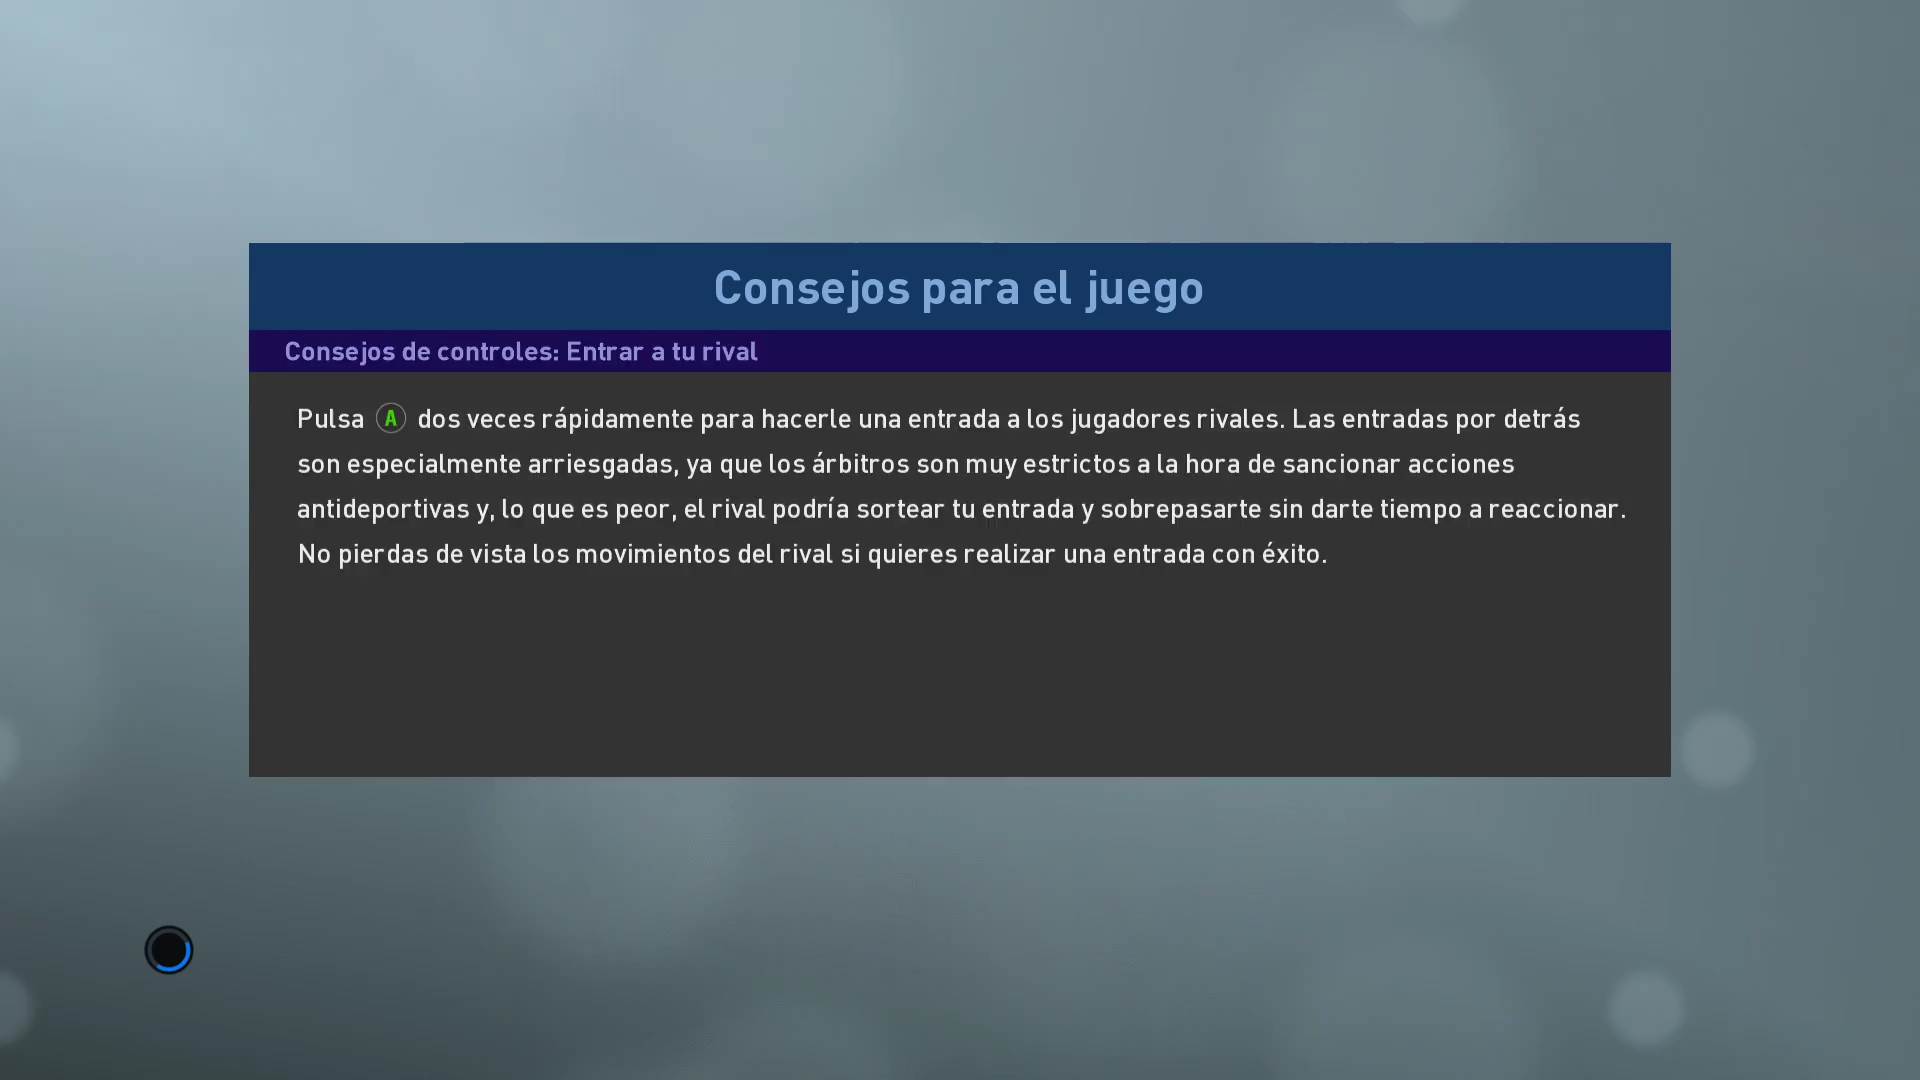 Consejos para el juego
Consejos de controles: Entrar a tu rival
Pulsa A dos veces rápidamente para hacerle una entrada a los jugadores rivales. Las entradas por detrás
son especialmente arriesgadas, ya que los árbitros son muy estrictos a la hora de sancionar acciones
antideportivas y, lo que es peor, el rival podría sortear tu entrada y sobrepasarte sin darte tiempo a reaccionar.
No pierdas de vista los movimientos del rival si quieres realizar una entrada con éxito.